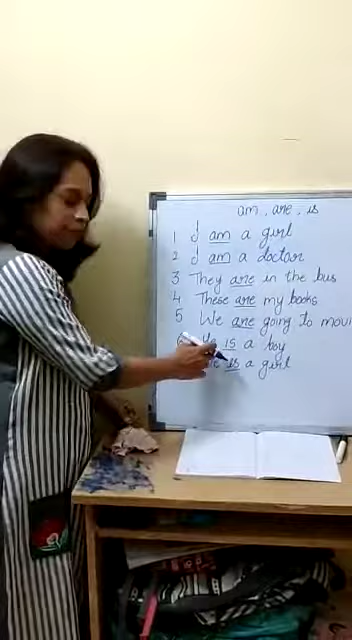 am, are, is
1 I am a girl
2 I am a doctor
3 They are in the bus
4 These are my books
5 We are going to movi
is a boy
is a girl